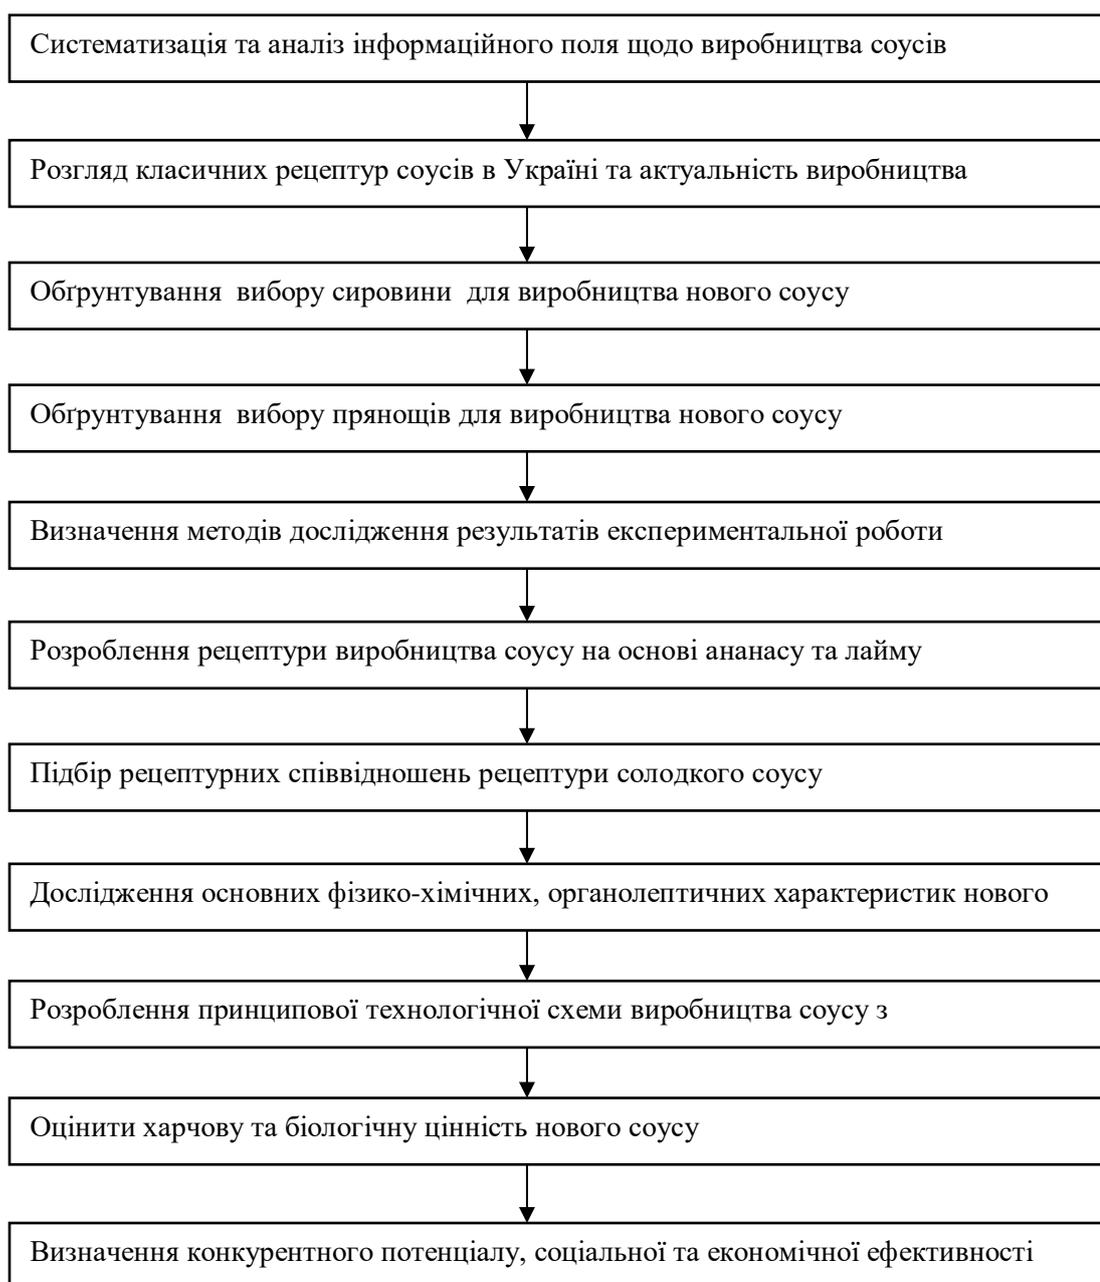 Систематизація та аналіз інформаційного поля щодо виробництва соусів
Розгляд класичних рецептур соусів в Україні та актуальність виробництва
Обґрунтування вибору сировини для виробництва нового соусу
Обґрунтування вибору прянощів для виробництва нового соусу
Визначення методів дослідження результатів експериментальної роботи
Розроблення рецептури виробництва соусу на основі ананасу та лайму
Підбір рецептурних співвідношень рецептури солодкого соусу
Дослідження основних фізико-хімічних, органолептичних характеристик нового
Розроблення принципової технологічної схеми виробництва соусу з
Оцінити харчову та біологічну цінність нового соусу
Визначення конкурентного потенціалу, соціальної та економічної ефективності